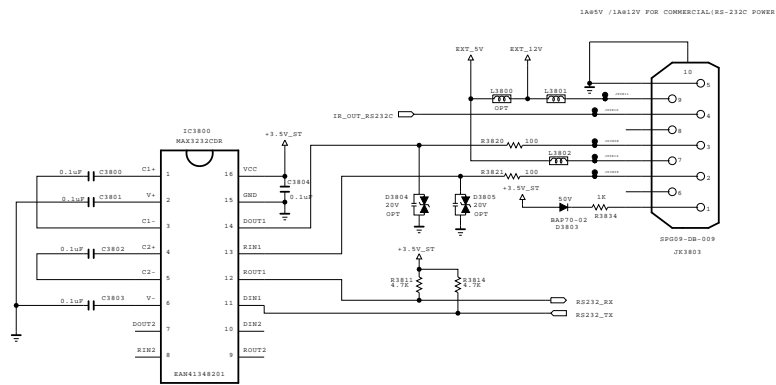 1A@5V /1A@12V FOR COMMERCIAL(RS-232C POWER
EXT_5V
EXT_12V
10
L3800
OPT
L3801
5
9
IR_OUT_RS232C
4
8
IC3800
MAX3232CDR
+3.5V_ST
R3820
100
3
L3802
7
0.1uF
C3800
C1+
1
16
VCC
C3804
0.1uF
R3821
100
2
+3.5V_ST
0.1uF
C3801
V+
2
15
GND
D3804
20V
OPT
D3805
20V
OPT
50V
1K
6
1
BAP70-02
D3803
R3834
C1-
3
14
DOUT1
SPG09-DB-009
JK3803
0.1uF
C3802
C2+
4
13
RIN1
+3.5V_ST
C2-
5
12
ROUT1
R3811
4.7K
R3814
4.7K
0.1uF
C3803
V-
6
11
DIN1
RS232_RX
RS232_TX
DOUT2
7
10
DIN2
RIN2
8
9
ROUT2
EAN41348201